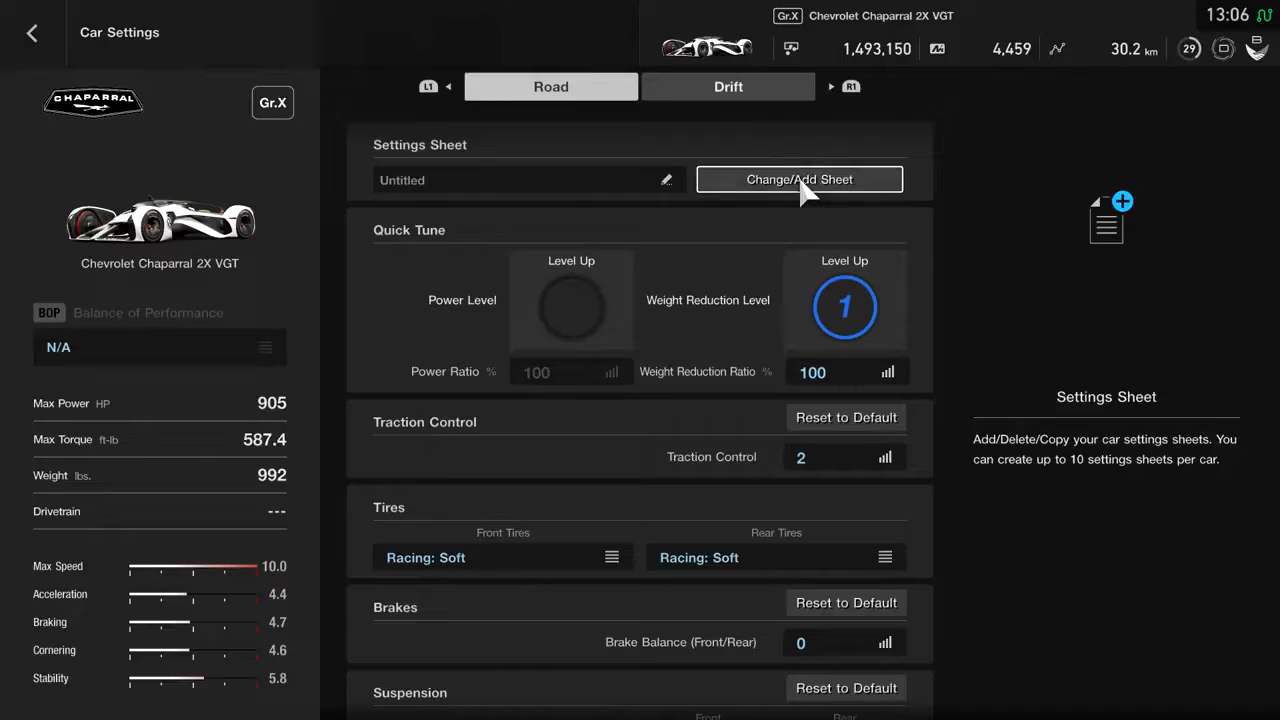 Car Settings
Gr.X Chevrolet Chaparral 2X VGT
13:06
1,493,150 4,459 30.2 km 29
L1 Road Drift R1
CHAPARRAL Gr.X
Chevrolet Chaparral 2X VGT
BOP Balance of Performance
N/A
Max Power HP 905
Max Torque ft-lb 587.4
Weight lbs. 992
Drivetrain ---
Max Speed 10.0
Acceleration 4.4
Braking 4.7
Cornering 4.6
Stability 5.8
Settings Sheet
Untitled Change/Add Sheet
Quick Tune
Level Up Level Up
Power Level Weight Reduction Level 1
Power Ratio % 100 Weight Reduction Ratio % 100
Traction Control Reset to Default
Traction Control 2
Tires
Front Tires Rear Tires
Racing: Soft Racing: Soft
Brakes Reset to Default
Brake Balance (Front/Rear) 0
Suspension Reset to Default
Front Rear
Settings Sheet
Add/Delete/Copy your car settings sheets. You
can create up to 10 settings sheets per car.